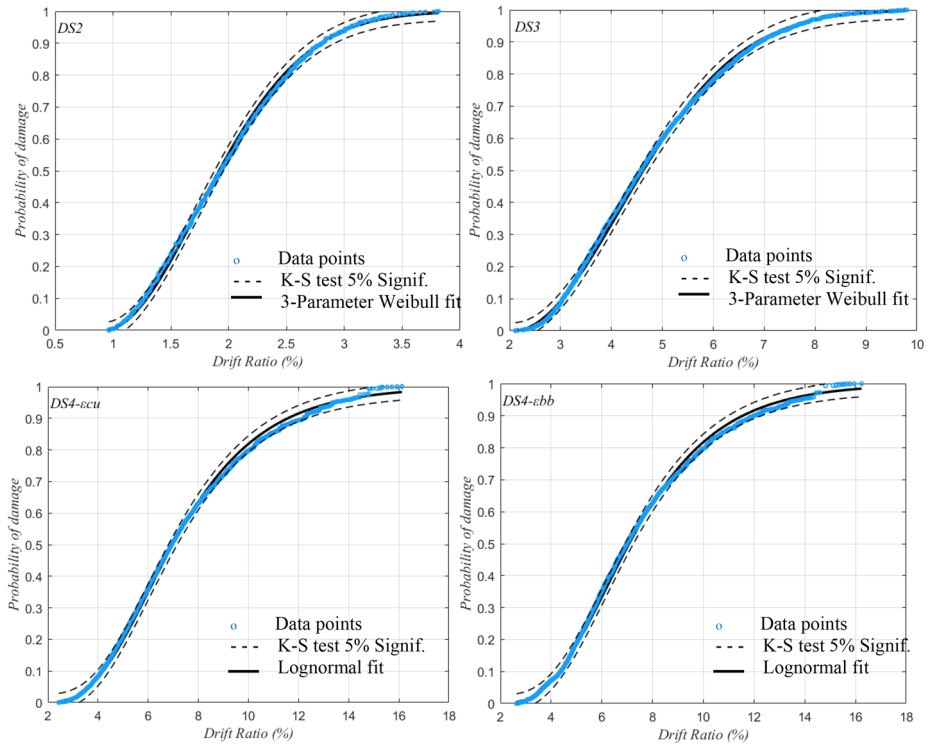 DS2
Probability of damage
1
0.9
0.8
0.7
0.6
0.5
0.4
0.3
0.2
0.1
0
Data points
K-S test 5% Signif.
3-Parameter Weibull fit
0.5 1 1.5 2 2.5 3 3.5 4
Drift Ratio (%)
DS3
Probability of damage
1
0.9
0.8
0.7
0.6
0.5
0.4
0.3
0.2
0.1
0
Data points
K-S test 5% Signif.
3-Parameter Weibull fit
2 3 4 5 6 7 8 9 10
Drift Ratio (%)
DS4-εcu
Probability of damage
1
0.9
0.8
0.7
0.6
0.5
0.4
0.3
0.2
0.1
0
Data points
K-S test 5% Signif.
Lognormal fit
2 4 6 8 10 12 14 16 18
Drift Ratio (%)
DS4-εbb
Probability of damage
1
0.9
0.8
0.7
0.6
0.5
0.4
0.3
0.2
0.1
0
Data points
K-S test 5% Signif.
Lognormal fit
2 4 6 8 10 12 14 16 18
Drift Ratio (%)